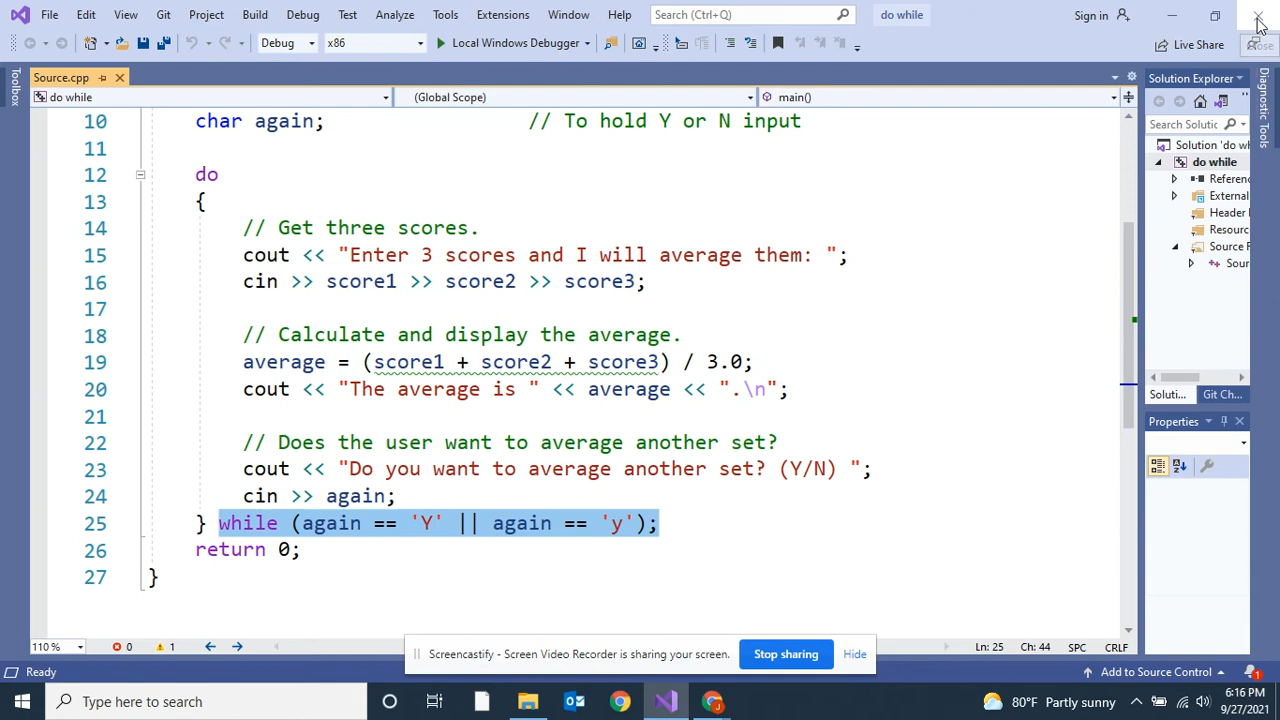 File Edit View Git Project Build Debug Test Analyze Tools Extensions Window Help Search (Ctrl+Q) do while Sign in
Debug x86 Local Windows Debugger Live Share Close
Toolbox
Source.cpp
Solution Explorer
Diagnostic Tools
do while (Global Scope) main()
10 char again; // To hold Y or N input
11
12 do
13 {
14 // Get three scores.
15 cout << "Enter 3 scores and I will average them: ";
16 cin >> score1 >> score2 >> score3;
17
18 // Calculate and display the average.
19 average = (score1 + score2 + score3) / 3.0;
20 cout << "The average is " << average << ".\n";
21
22 // Does the user want to average another set?
23 cout << "Do you want to average another set? (Y/N) ";
24 cin >> again;
25 } while (again == 'Y' || again == 'y');
26 return 0;
27 }
Search Solutic
Solution 'do wh
do while
Referenc
External
Header F
Resourc
Source F
Sour
Soluti... Git Ch...
Properties
110 % 0 1 Ln: 25 Ch: 44 SPC CRLF
Screencastify - Screen Video Recorder is sharing your screen. Stop sharing Hide
Ready Add to Source Control 1
Type here to search 80°F Partly sunny 6:16 PM
9/27/2021